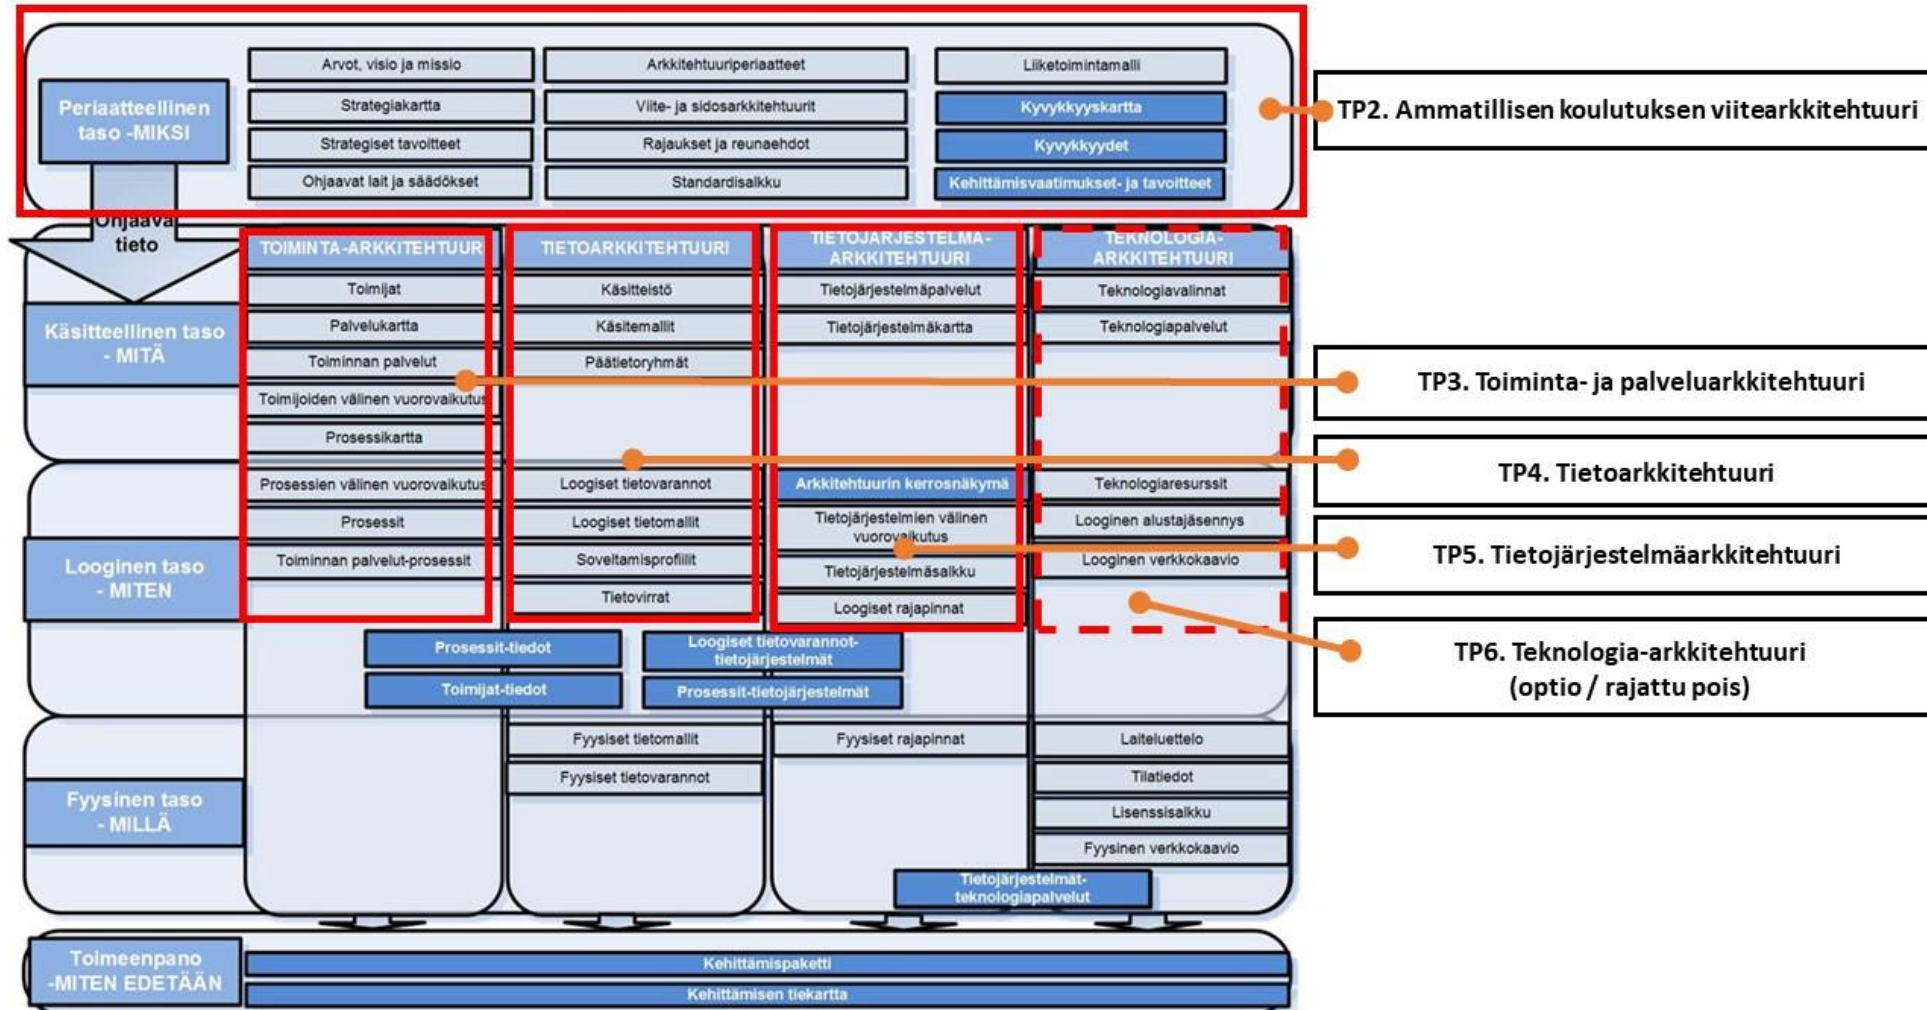 Periaatteellinen
taso -MIKSI
Arvot, visio ja missio
Strategiakartta
Strategiset tavoitteet
Ohjaavat lait ja säädökset
Arkkitehtuuriperiaatteet
Viite- ja sidosarkkitehtuurit
Rajaukset ja reunaehdot
Standardisalkku
Liiketoimintamalli
Kyvykkyyskartta
Kyvykkyydet
Kehittämisvaatimukset- ja tavoitteet
TP2. Ammatillisen koulutuksen viitearkkitehtuuri
Ohjaava
tieto
Käsitteellinen taso
- MITÄ
TOIMINTA-ARKKITEHTUURI
Toimijat
Palvelukartta
Toiminnan palvelut
Toimijoiden välinen vuorovaikutus
Prosessikartta
TIETOARKKITEHTUURI
Käsitteistö
Käsitemallit
Päätietoryhmät
TIETOJÄRJESTELMÄ-
ARKKITEHTUURI
Tietojärjestelmäpalvelut
Tietojärjestelmäkartta
TEKNOLOGIA-
ARKKITEHTUURI
Teknologiavalinnat
Teknologiapalvelut
TP3. Toiminta- ja palveluarkkitehtuuri
TP4. Tietoarkkitehtuuri
TP5. Tietojärjestelmäarkkitehtuuri
TP6. Teknologia-arkkitehtuuri
(optio / rajattu pois)
Looginen taso
- MITEN
Prosessien välinen vuorovaikutus
Prosessit
Toiminnan palvelut-prosessit
Loogiset tietovarannot
Loogiset tietomallit
Soveltamisprofiilit
Tietovirrat
Arkkitehtuurin kerrosnäkymä
Tietojärjestelmien välinen
vuorovaikutus
Tietojärjestelmäsalkku
Loogiset rajapinnat
Teknologiaresurssit
Looginen alustajäsennys
Looginen verkkokaavio
Prosessit-tiedot
Toimijat-tiedot
Loogiset tietovarannot-
tietojärjestelmät
Prosessit-tietojärjestelmät
Fyysinen taso
- MILLÄ
Fyysiset tietomallit
Fyysiset tietovarannot
Fyysiset rajapinnat
Laiteluettelo
Tilatiedot
Lisenssisalkku
Fyysinen verkkokaavio
Tietojärjestelmät-
teknologiapalvelut
Toimeenpano
-MITEN EDETÄÄN
Kehittämispaketti
Kehittämisen tiekartta